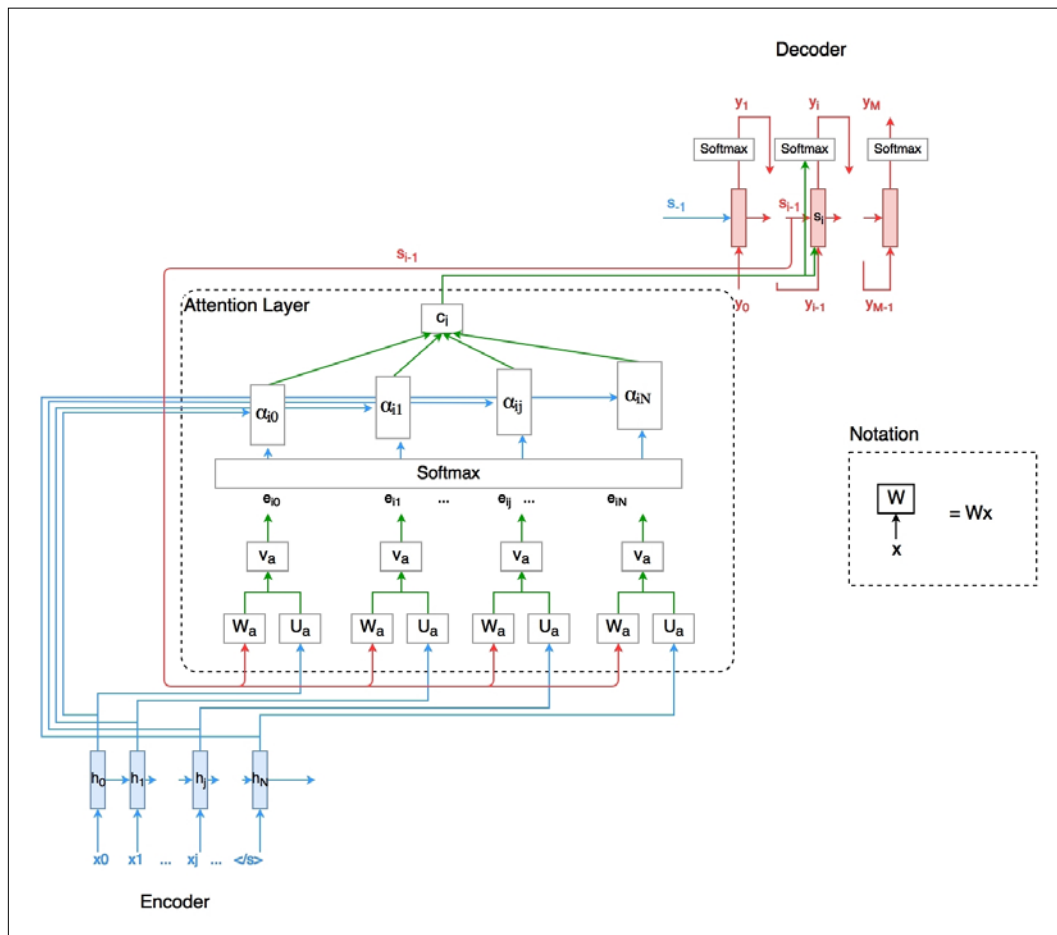 Decoder
y1 yi yM
Softmax Softmax Softmax
s-1 si-1 si
si-1
y0 yi-1 yM-1
Attention Layer
ci
αi0 αi1 αij αiN
Softmax
ei0 ei1 ... eij ... eiN
va va va va
Wa Ua Wa Ua Wa Ua Wa Ua
Notation
W
= Wx
x
h0 h1 hj hN
x0 x1 ... xj ... </s>
Encoder